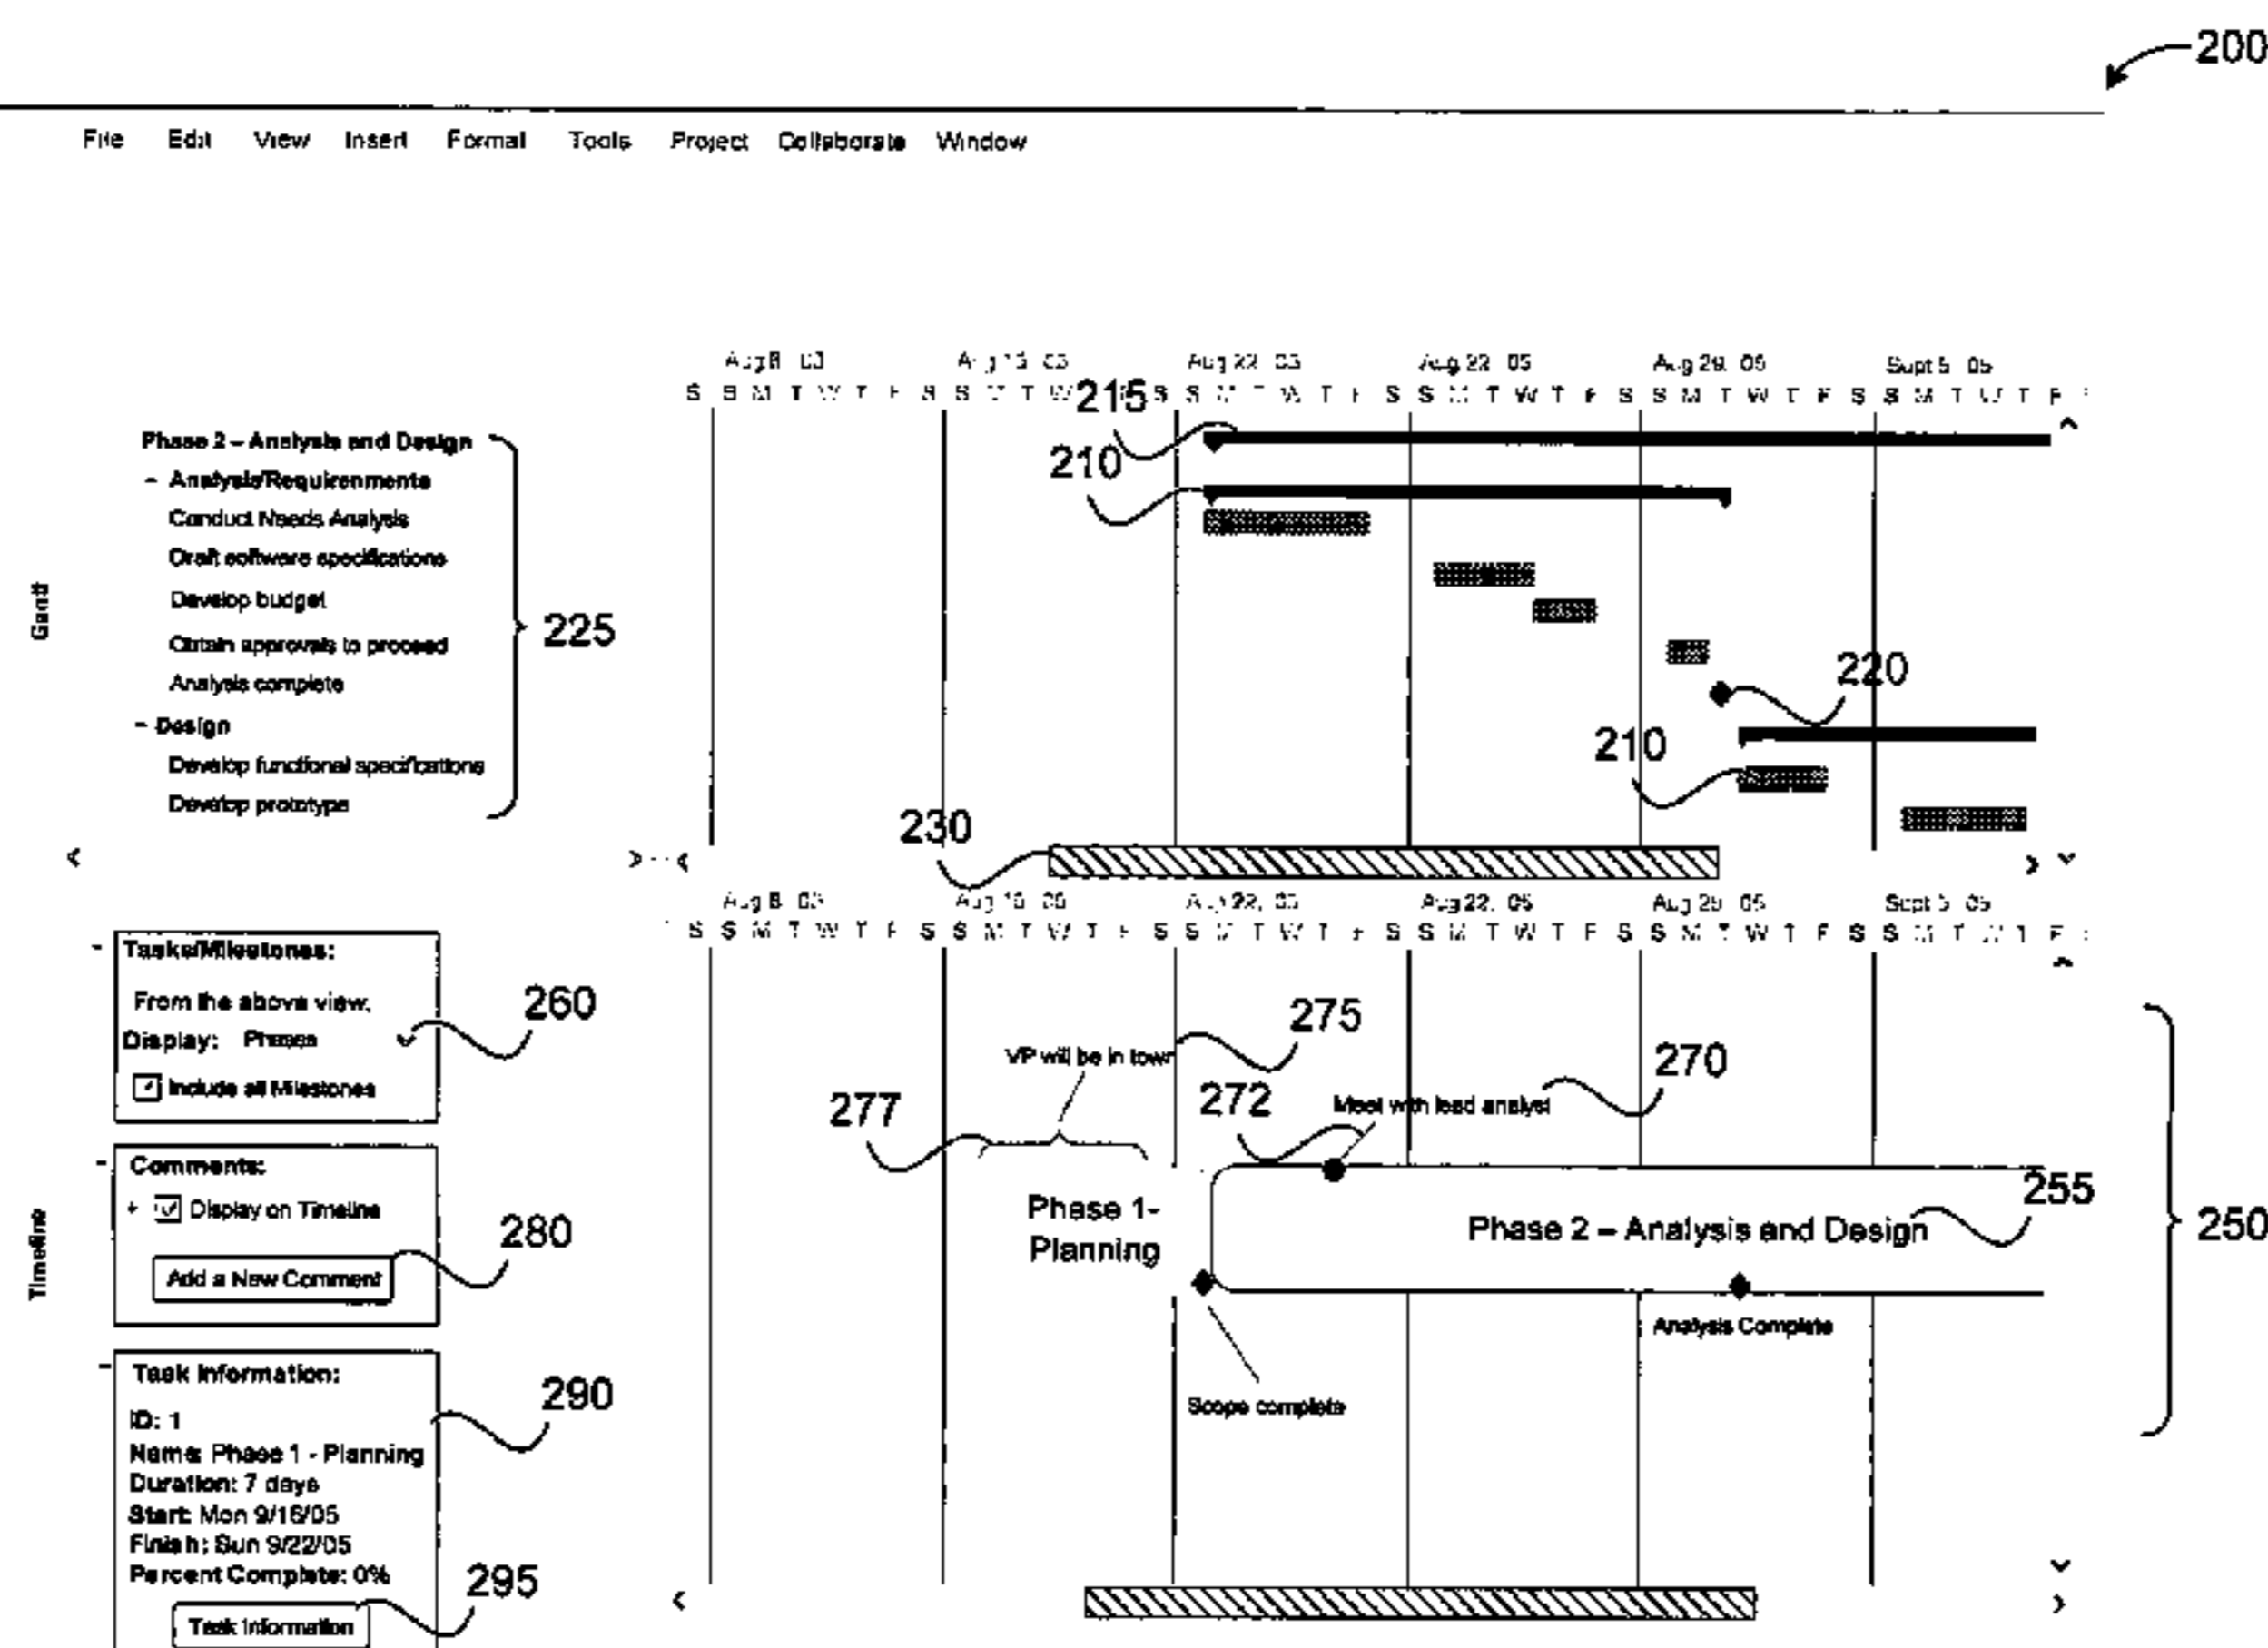 200
File Edit View Insert Formal Tools Project Collaborate Window
Aug 22 05 Aug 29, 05 Sept 5 05
215
Phase 2 – Analysis and Design
210
- Analysis/Requirements
Conduct Needs Analysis
Draft software specifications
Develop budget
225
Obtain approvals to proceed
Analysis complete
220
- Design
210
Develop functional specifications
Develop prototype
230
Gantt
Aug 22, 05 Sept 5 05
Tasks/Milestones:
From the above view,
260
Display: Phases
Include all Milestones
275
VP will be in town
270
277
272
Meet with lead analyst
Comments:
Display on Timeline
280
Add a New Comment
Phase 1-
Planning
255
Phase 2 – Analysis and Design
250
Analysis Complete
Scope complete
Timeline
Task Information:
290
ID: 1
Name: Phase 1 - Planning
Duration: 7 days
Start: Mon 9/16/05
Finish: Sun 9/22/05
Percent Complete: 0%
295
Task Information